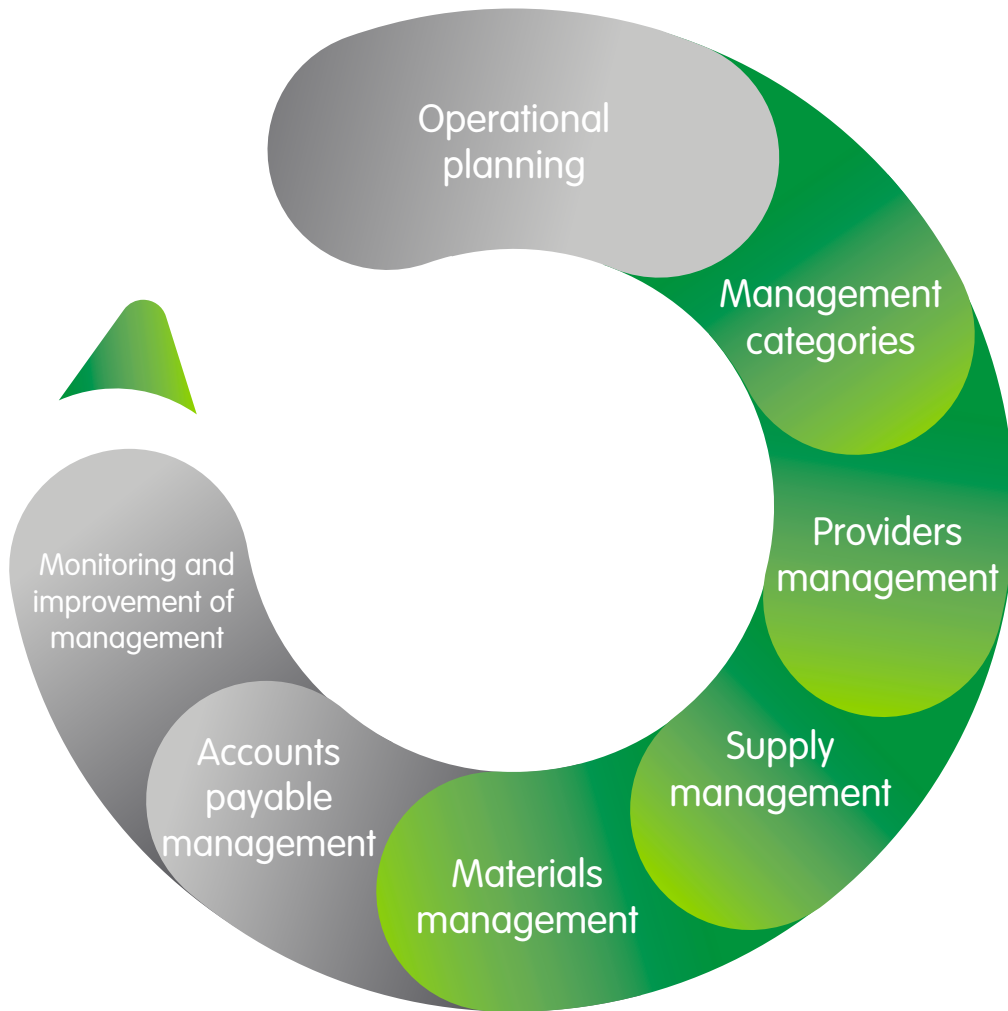 Operational
planning
Management
categories
Providers
management
Supply
management
Materials
management
Accounts
payable
management
Monitoring and
improvement of
management